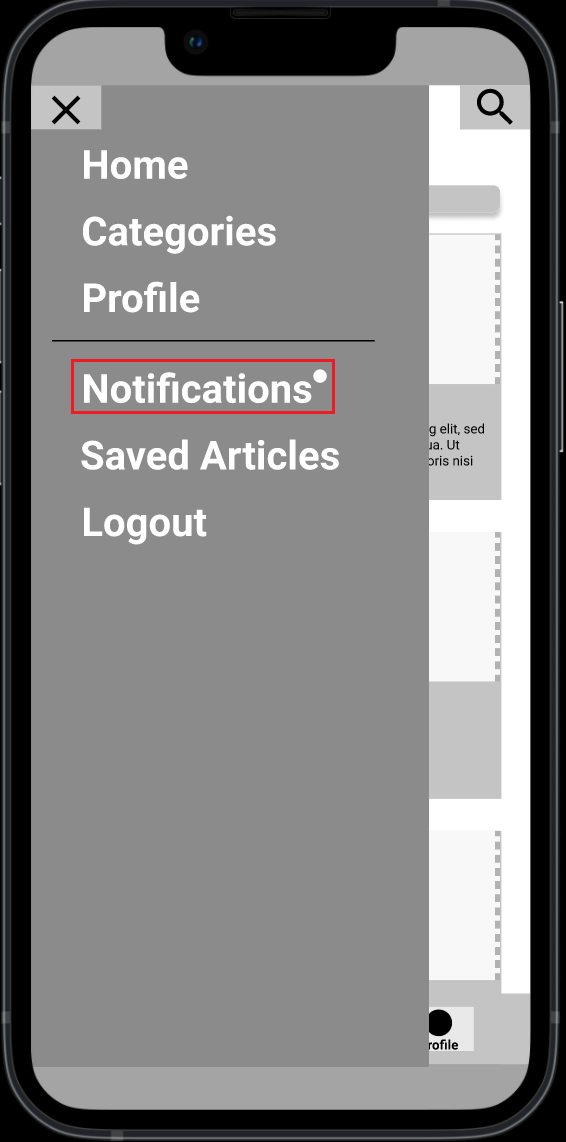 Home
Categories
Profile
Notifications
Saved Articles
Logout
g elit, sed
ua. Ut
oris nisi
rofile